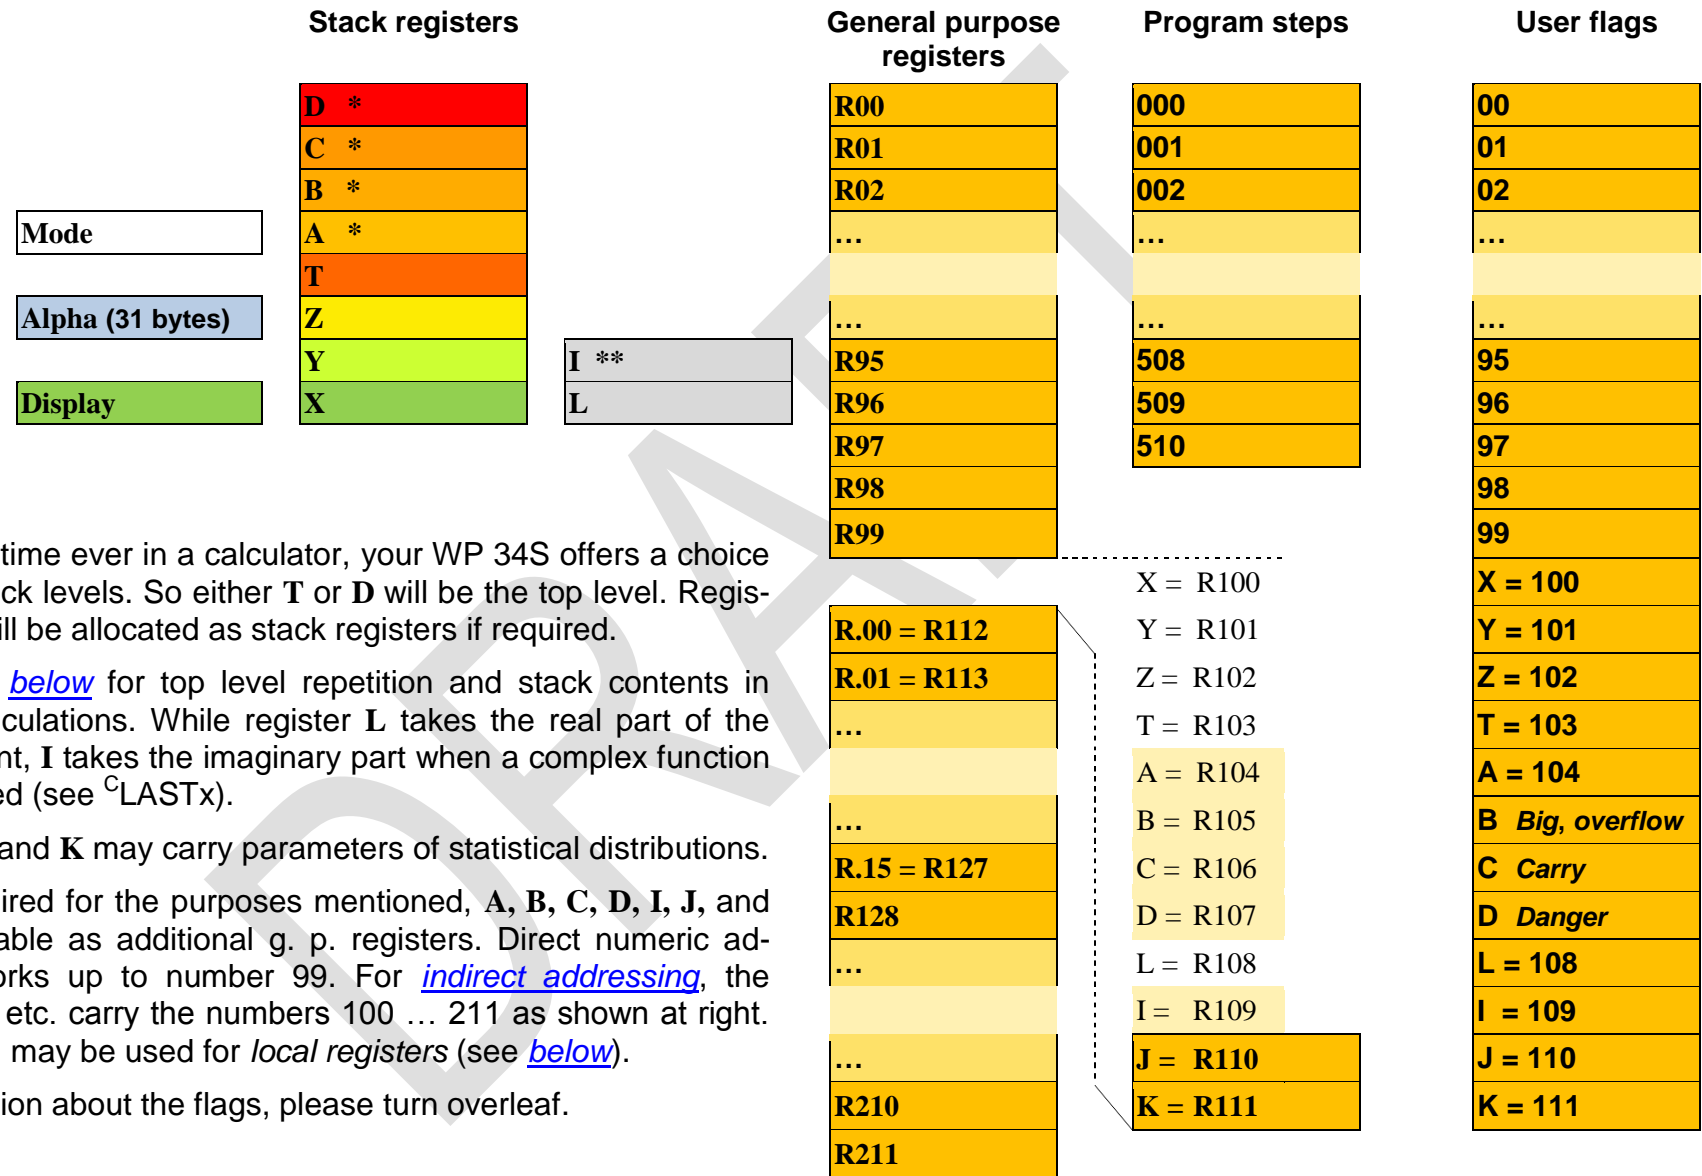 Stack registers
General purpose registers
Program steps
User flags
D *
C *
B *
A *
T
Z
Y
X
Mode
Alpha (31 bytes)
Display
I **
L
R00
R01
R02
…
…
R95
R96
R97
R98
R99
R.00 = R112
R.01 = R113
…
…
R.15 = R127
R128
…
…
R210
R211
000
001
002
…
…
508
509
510
X = R100
Y = R101
Z = R102
T = R103
A = R104
B = R105
C = R106
D = R107
L = R108
I = R109
J = R110
K = R111
00
01
02
…
…
95
96
97
98
99
X = 100
Y = 101
Z = 102
T = 103
A = 104
B Big, overflow
C Carry
D Danger
L = 108
I = 109
J = 110
K = 111
time ever in a calculator, your WP 34S offers a choice
ck levels. So either T or D will be the top level. Regis-
ill be allocated as stack registers if required.
below for top level repetition and stack contents in
culations. While register L takes the real part of the
nt, I takes the imaginary part when a complex function
ed (see CLASTx).
and K may carry parameters of statistical distributions.
ired for the purposes mentioned, A, B, C, D, I, J, and
able as additional g. p. registers. Direct numeric ad-
orks up to number 99. For indirect addressing, the
etc. carry the numbers 100 … 211 as shown at right.
may be used for local registers (see below).
tion about the flags, please turn overleaf.
DRAFT